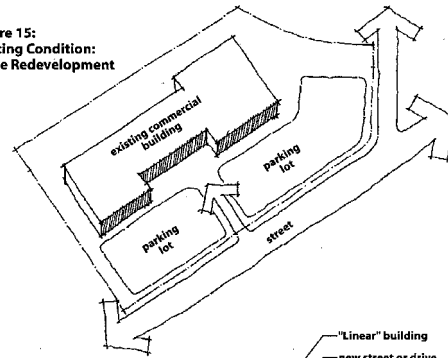 re 15:
ting Condition:
e Redevelopment
existing commercial
building
parking
lot
parking
lot
street
"Linear" building
new street or drive